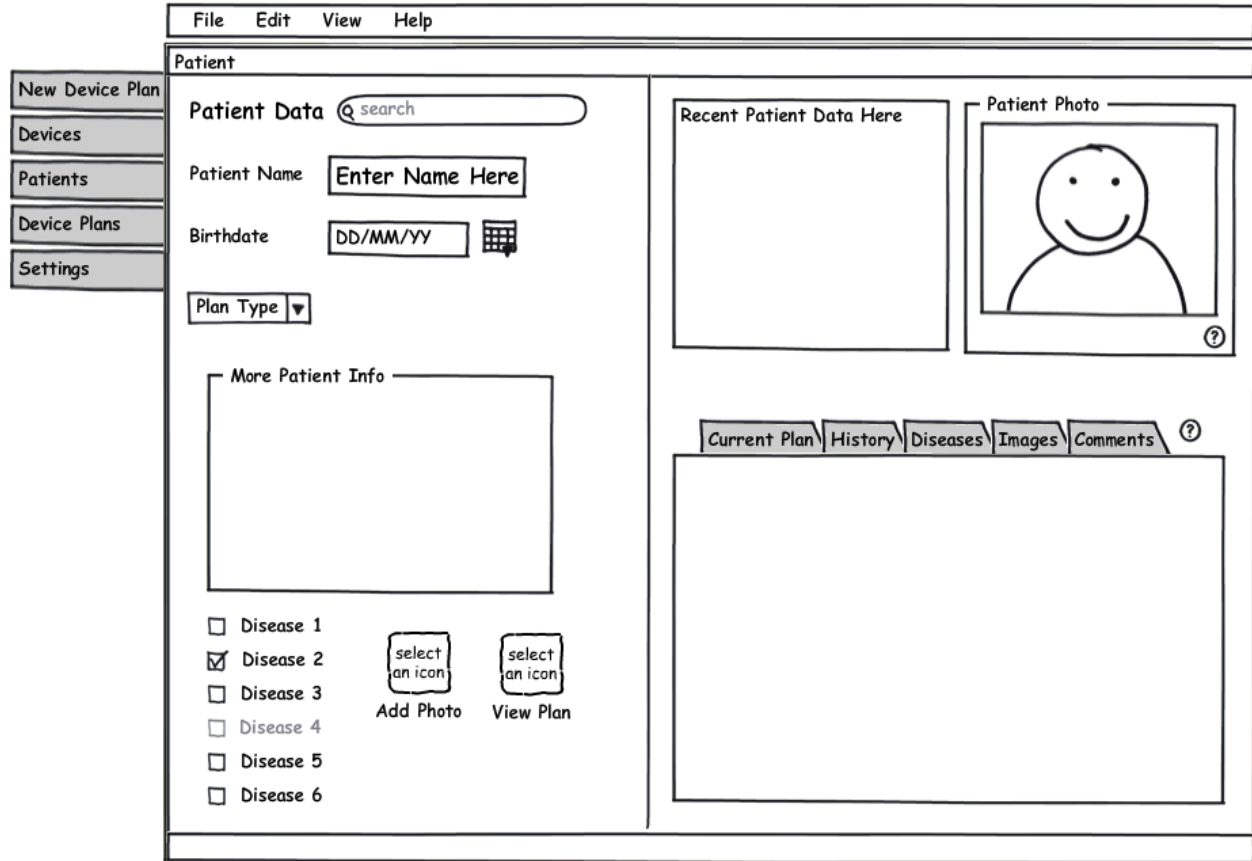 File Edit View Help
Patient
New Device Plan
Devices
Patients
Device Plans
Settings
Patient Data search
Patient Name Enter Name Here
Birthdate DD/MM/YY
Plan Type
More Patient Info
Disease 1
Disease 2
Disease 3
Disease 4
Disease 5
Disease 6
select
an icon
Add Photo
select
an icon
View Plan
Recent Patient Data Here
Patient Photo
?
Current Plan History Diseases Images Comments ?